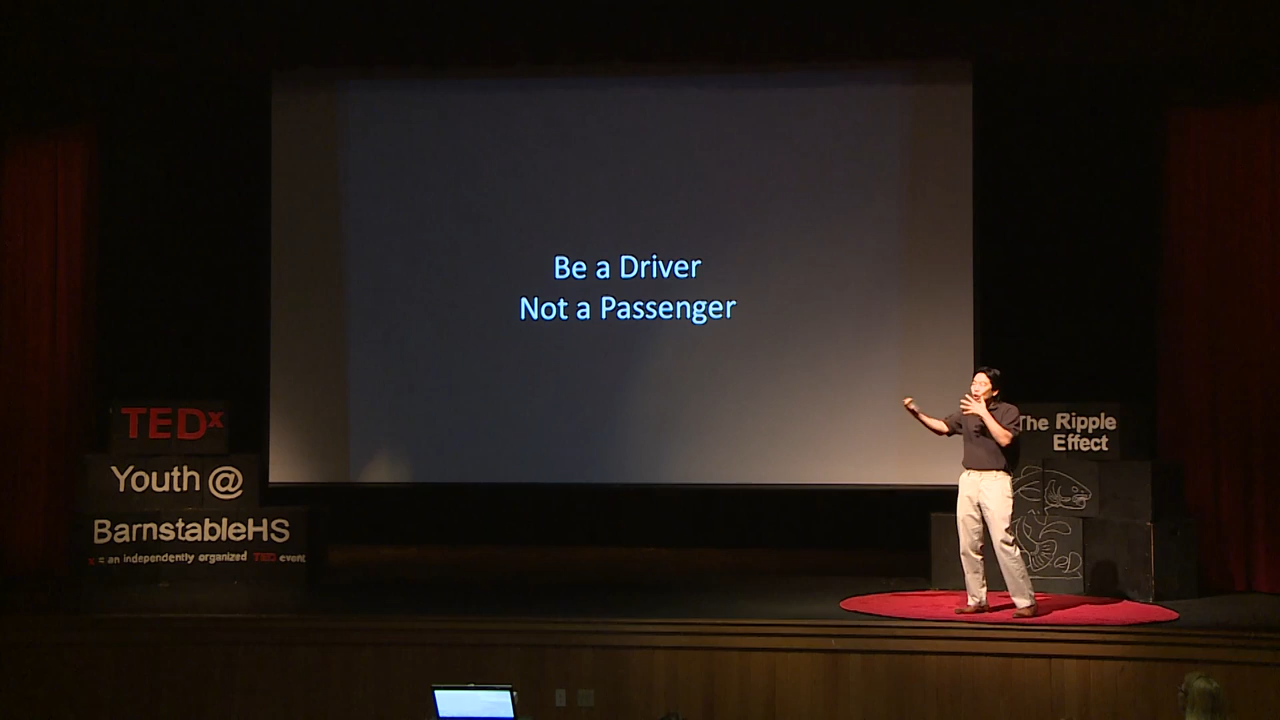 Be a Driver
Not a Passenger
TEDx
Youth @
BarnstableHS
x = an independently organized TED event
The Ripple
Effect